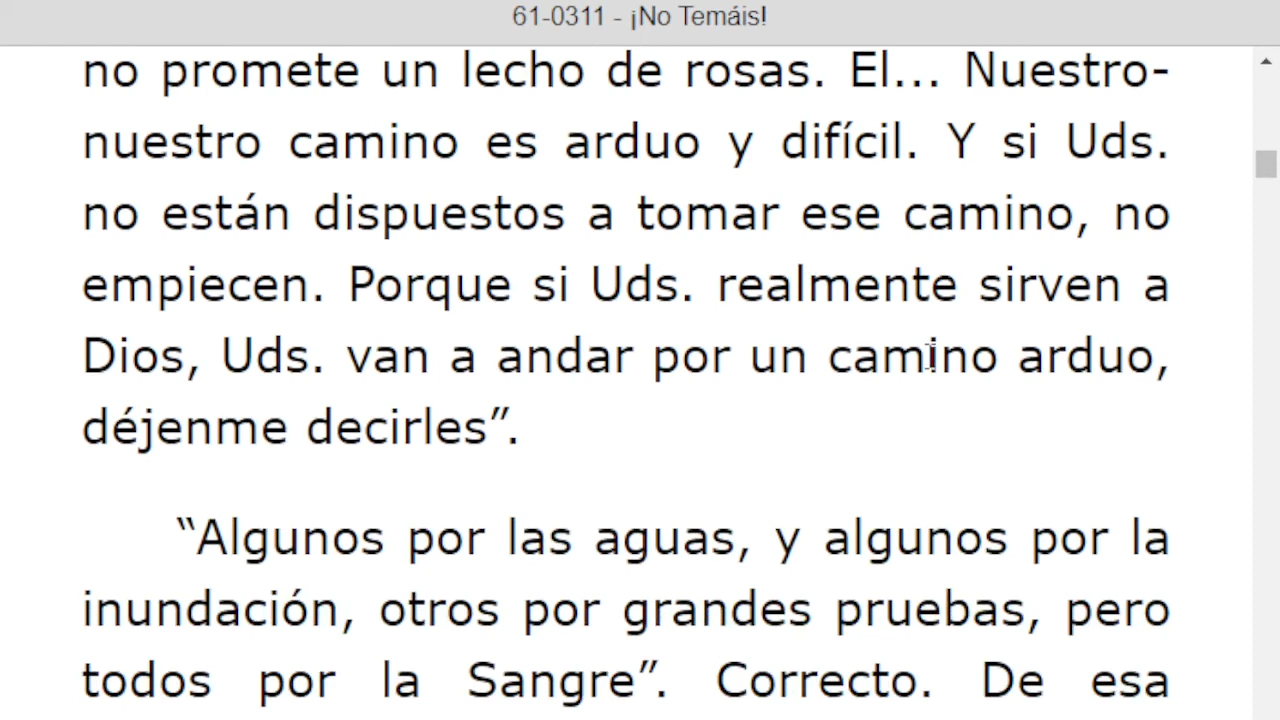 61-0311 - ¡No Temáis!
no promete un lecho de rosas. El... Nuestro-
nuestro camino es arduo y difícil. Y si Uds.
no están dispuestos a tomar ese camino, no
empiecen. Porque si Uds. realmente sirven a
Dios, Uds. van a andar por un camino arduo,
déjenme decirles”.
“Algunos por las aguas, y algunos por la
inundación, otros por grandes pruebas, pero
todos por la Sangre”. Correcto. De esa